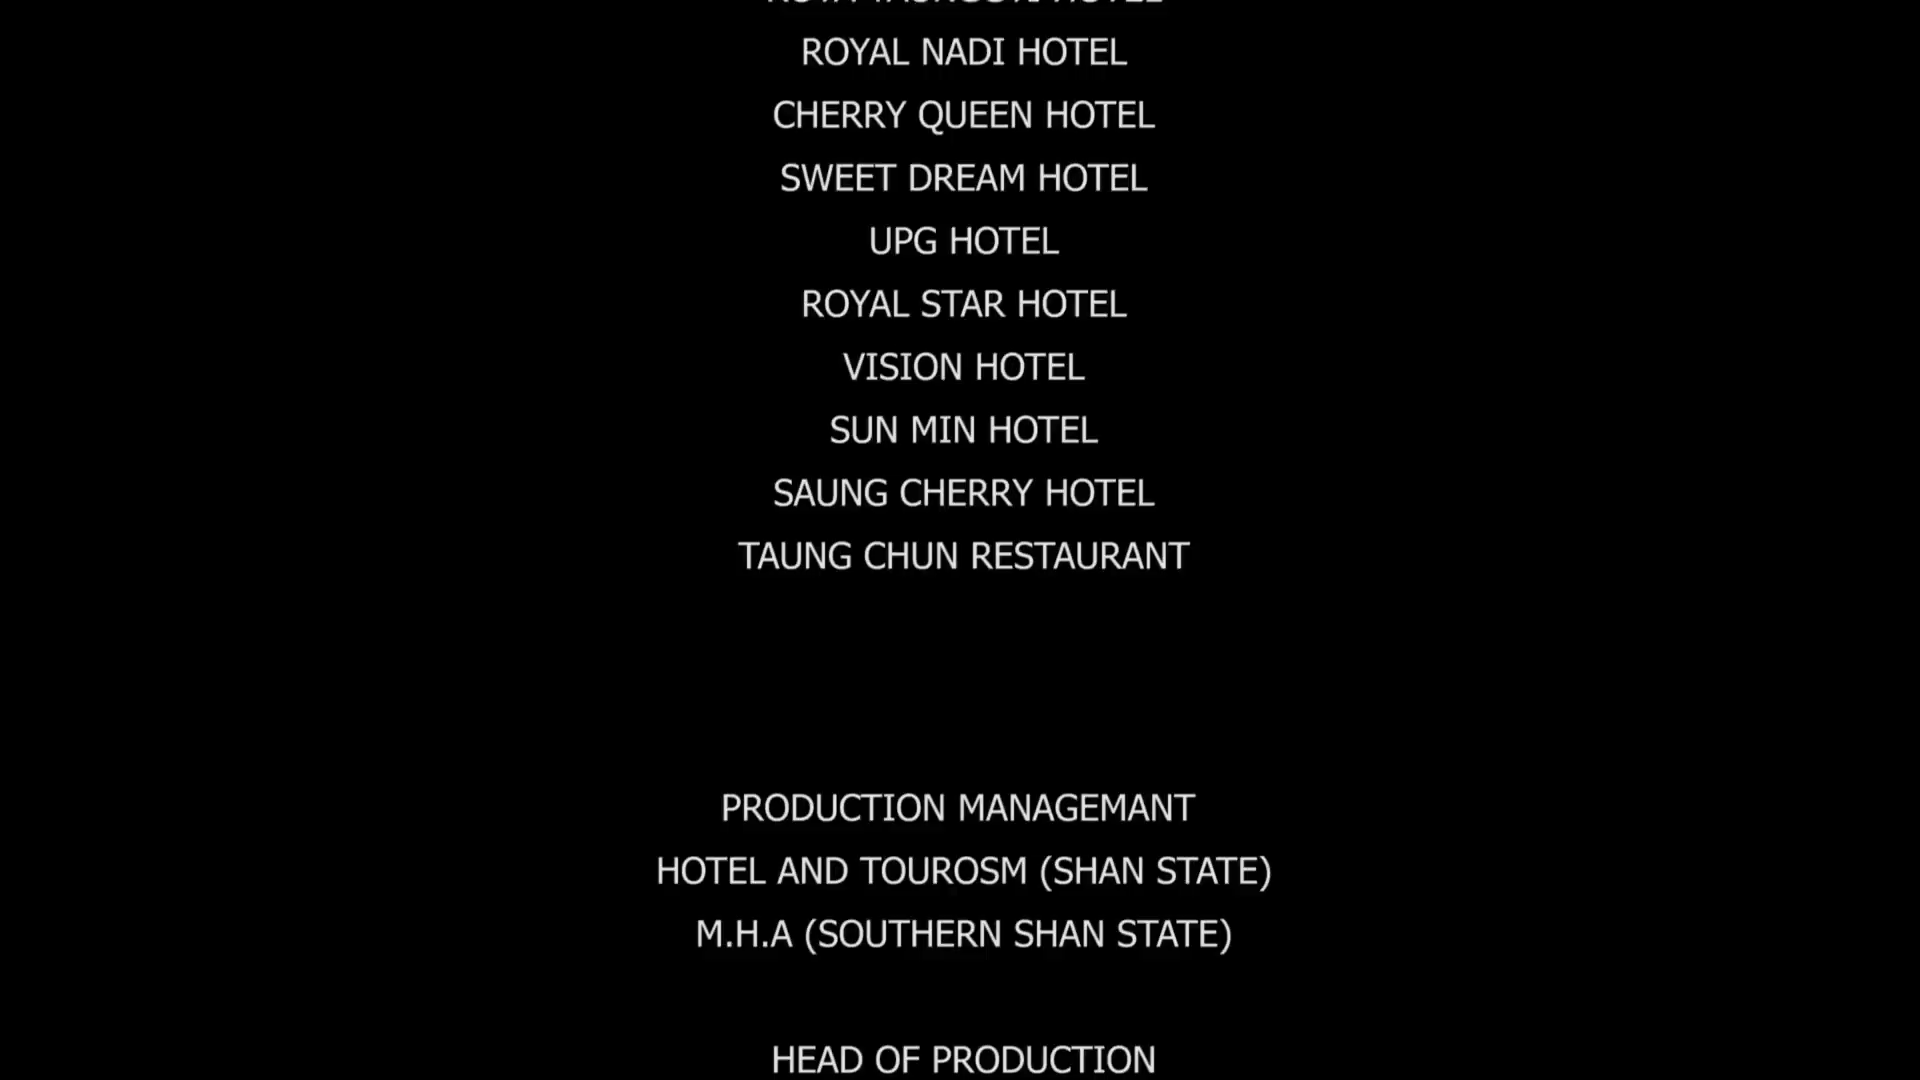 HOTEL
ROYAL NADI HOTEL
CHERRY QUEEN HOTEL
SWEET DREAM HOTEL
UPG HOTEL
ROYAL STAR HOTEL
VISION HOTEL
SUN MIN HOTEL
SAUNG CHERRY HOTEL
TAUNG CHUN RESTAURANT
PRODUCTION MANAGEMANT
HOTEL AND TOUROSM (SHAN STATE)
M.H.A (SOUTHERN SHAN STATE)
HEAD OF PRODUCTION